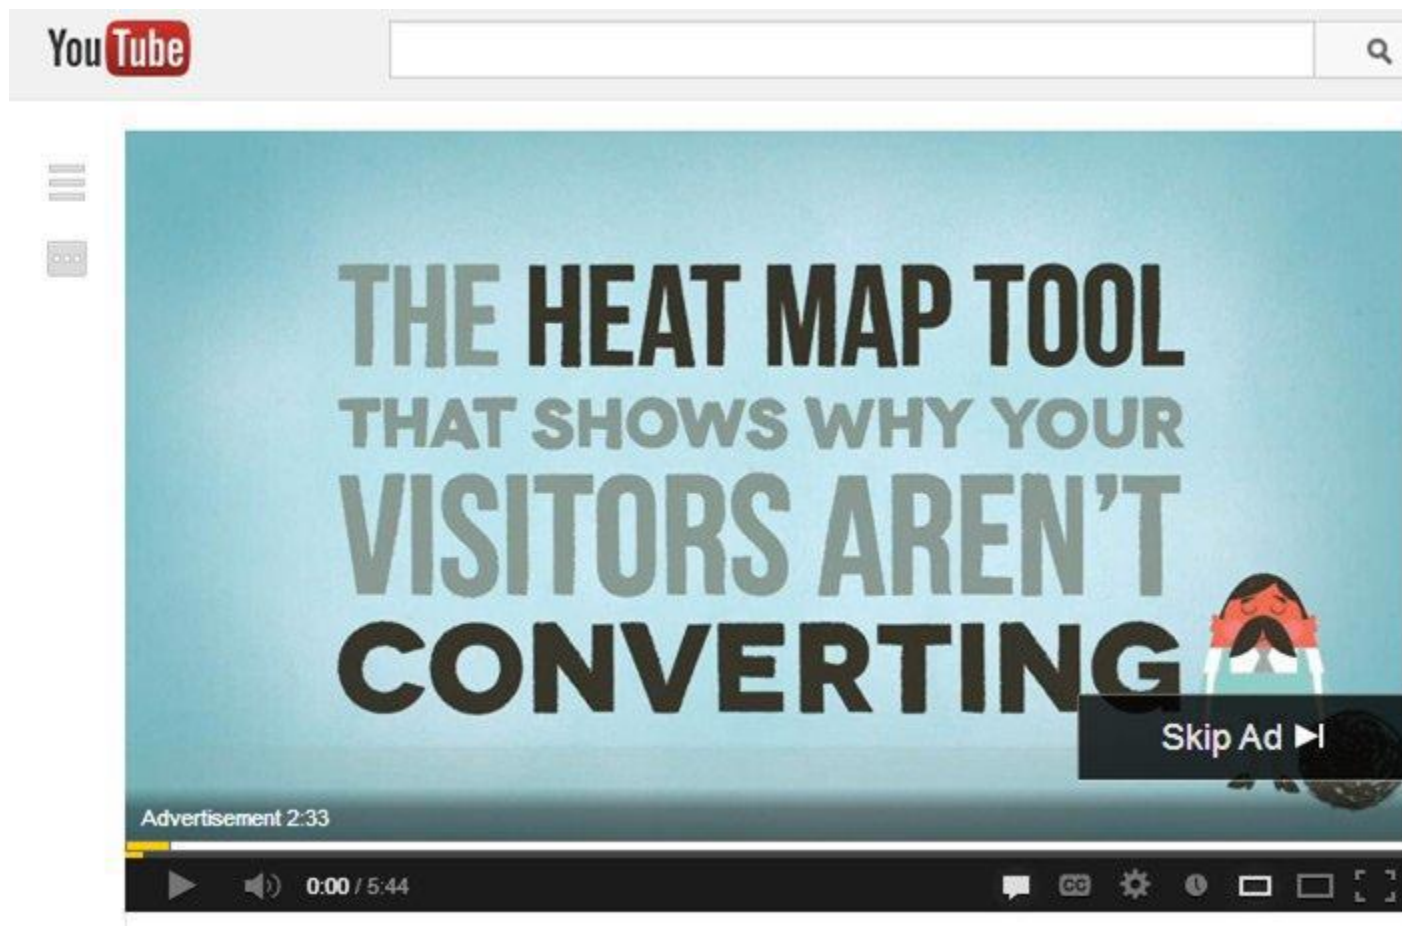 YouTube
THE HEAT MAP TOOL
THAT SHOWS WHY YOUR
VISITORS AREN'T
CONVERTING
Skip Ad
Advertisement 2:33
0:00 / 5:44
CC